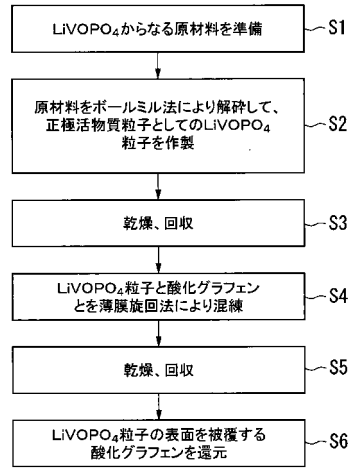 LiVOPO4からなる原材料を準備
S1
原材料をボールミル法により解砕して、
正極活物質粒子としてのLiVOPO4
粒子を作製
S2
乾燥、回収
S3
LiVOPO4粒子と酸化グラフェン
とを薄膜旋回法により混練
S4
乾燥、回収
S5
LiVOPO4粒子の表面を被覆する
酸化グラフェンを還元
S6